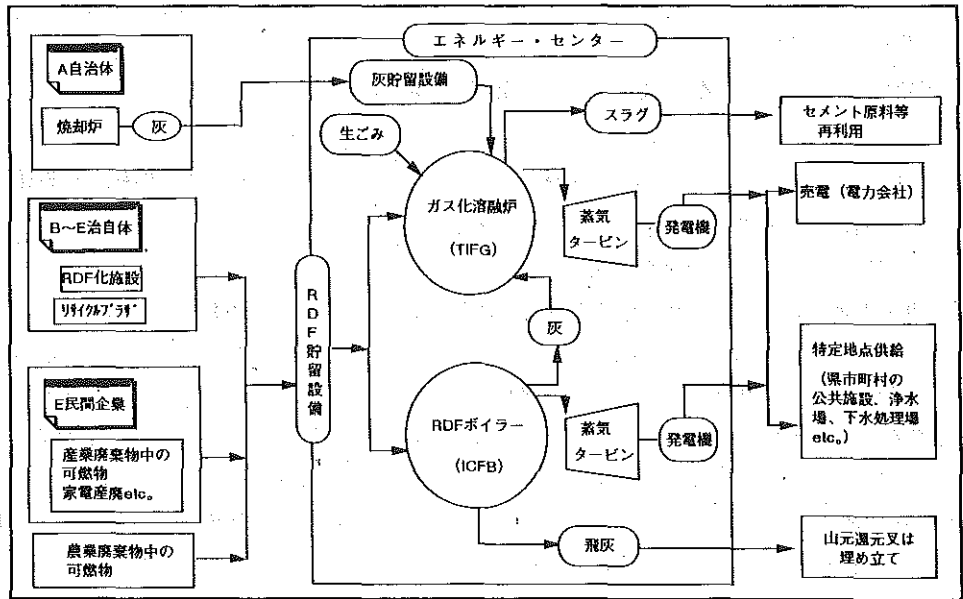 エネルギー・センター
A自治体
焼却炉
灰
灰貯留設備
生ごみ
スラグ
セメント原料等
再利用
B〜E治自体
RDF化施設
ﾘｻｲｸﾙﾌﾟﾗｻﾞ
RDF貯留設備
ガス化溶融炉
(TIFG)
蒸気
タービン
発電機
売電（電力会社）
灰
E民間企業
産業廃棄物中の
可燃物
家電産廃etc。
農業廃棄物中の
可燃物
RDFボイラー
(ICFB)
蒸気
タービン
発電機
特定地点供給
(県市町村の
公共施設、浄水
場、下水処理場
etc。)
飛灰
山元還元叉は
埋め立て